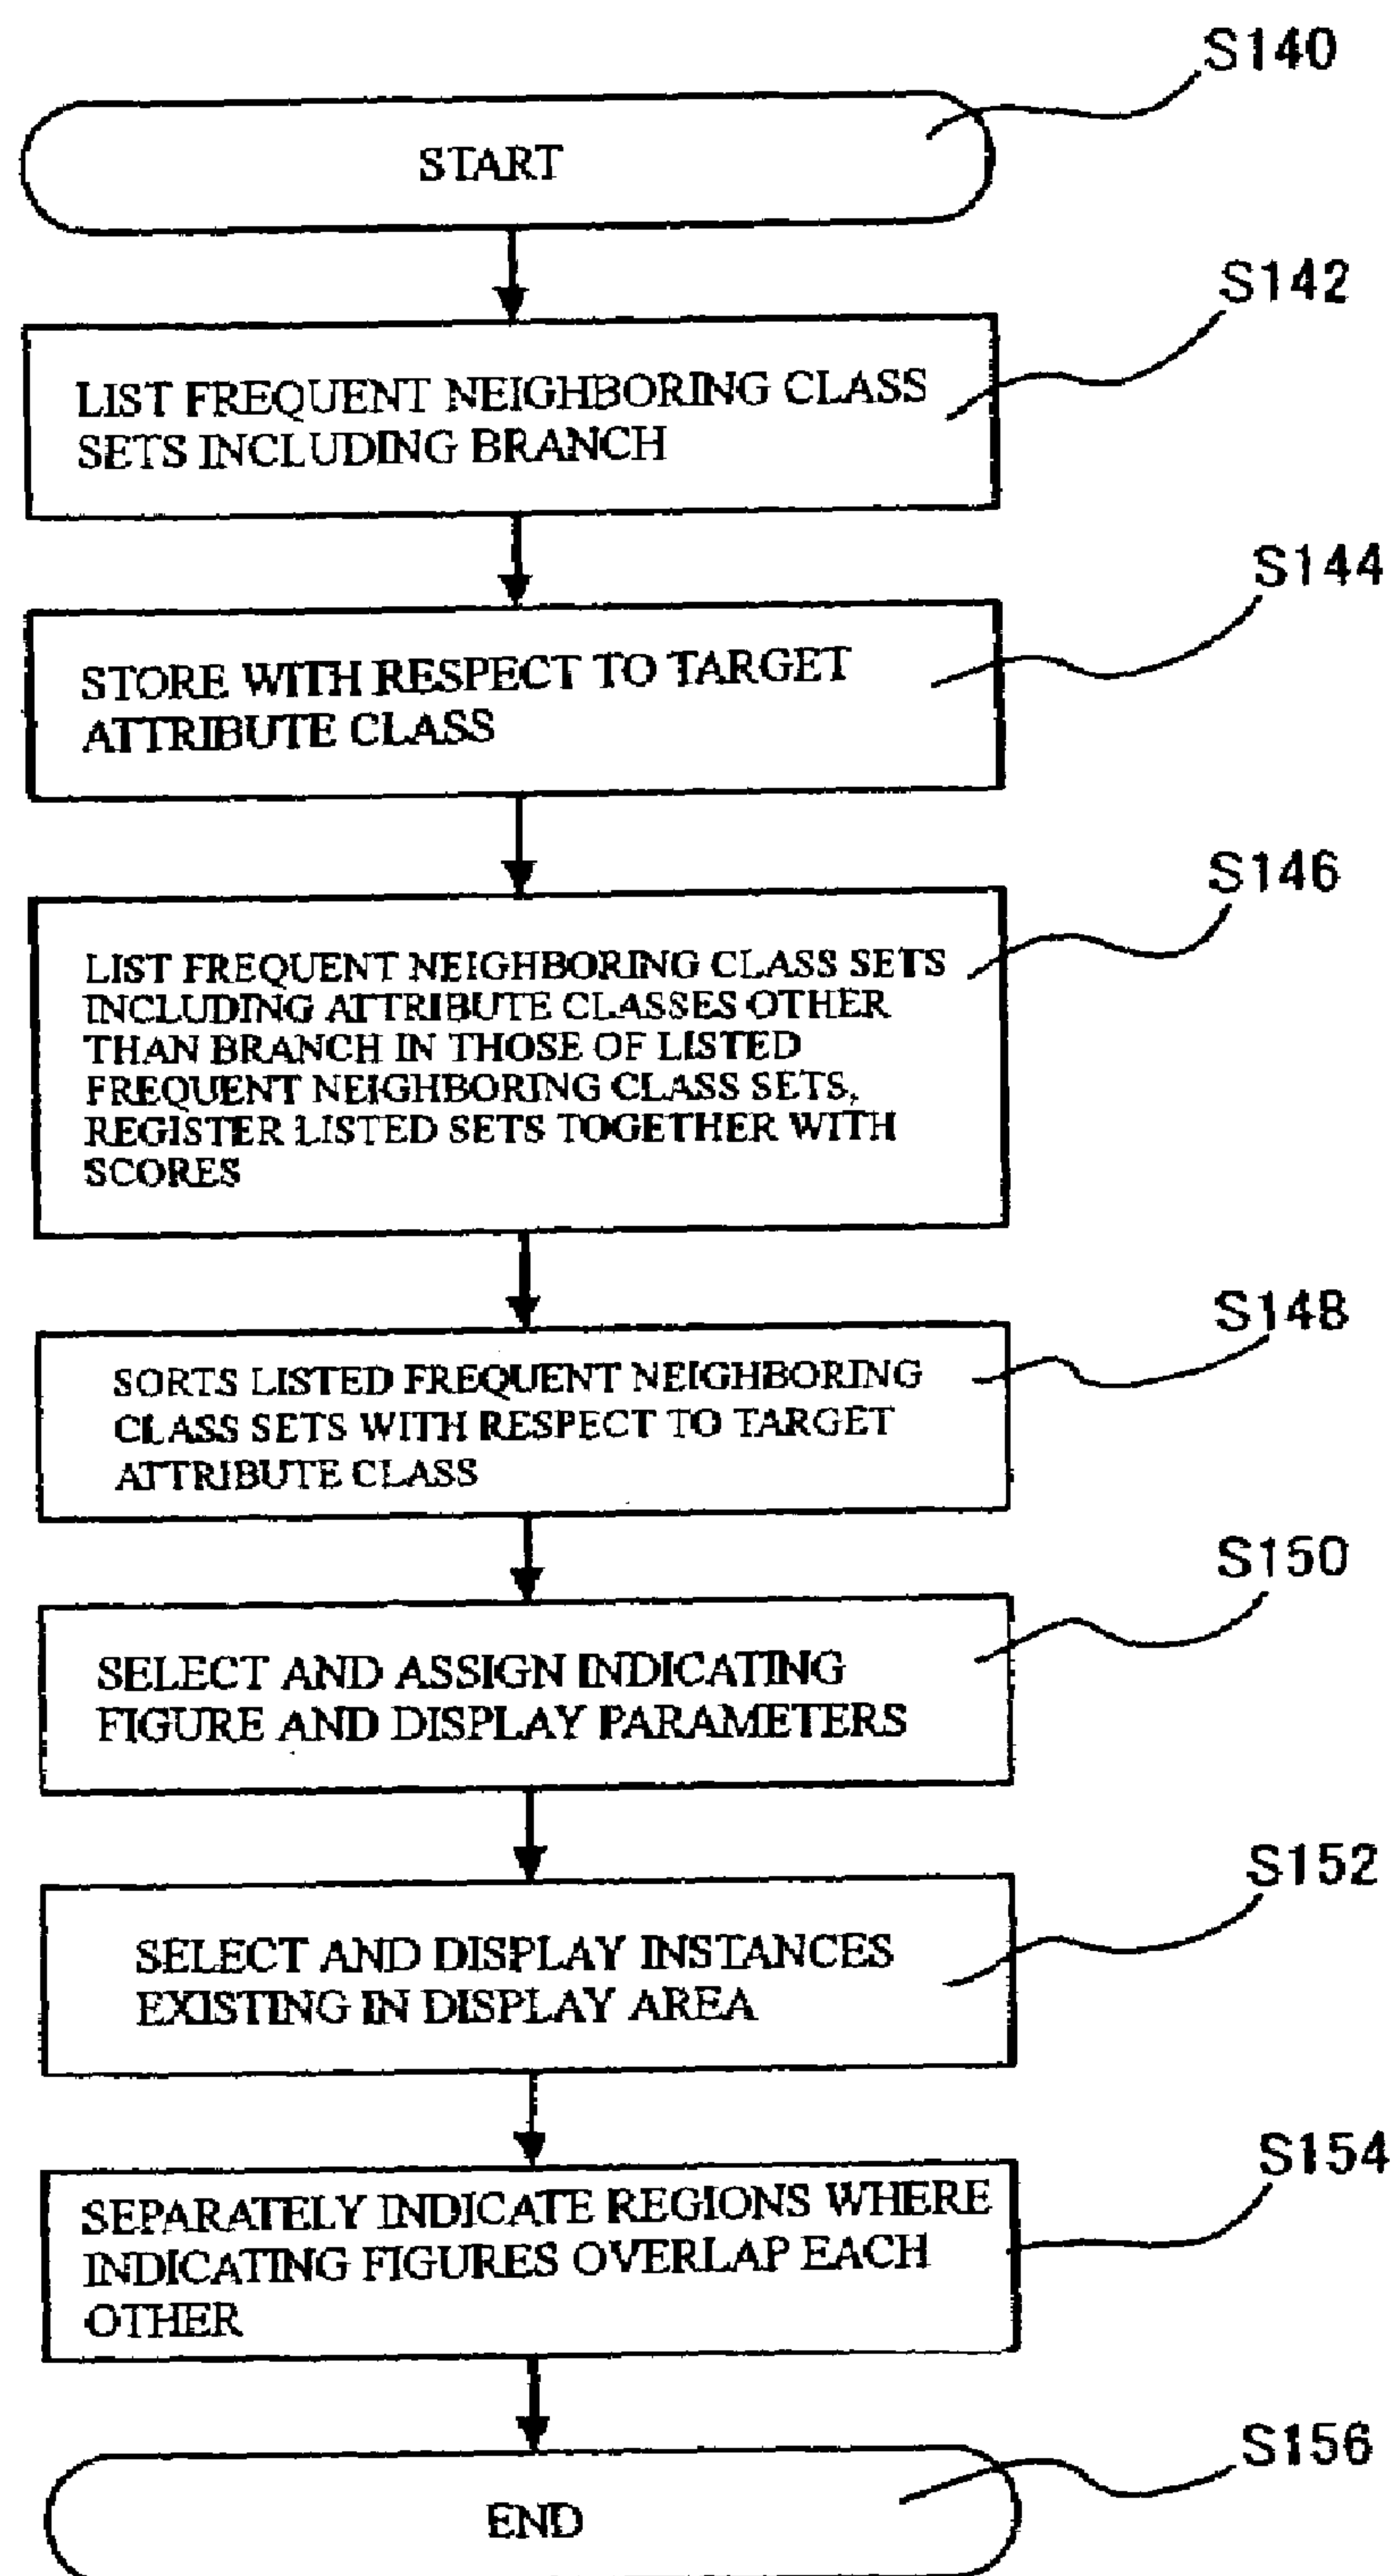 S140
START
S142
LIST FREQUENT NEIGHBORING CLASS
SETS INCLUDING BRANCH
S144
STORE WITH RESPECT TO TARGET
ATTRIBUTE CLASS
S146
LIST FREQUENT NEIGHBORING CLASS SETS
INCLUDING ATTRIBUTE CLASSES OTHER
THAN BRANCH IN THOSE OF LISTED
FREQUENT NEIGHBORING CLASS SETS,
REGISTER LISTED SETS TOGETHER WITH
SCORES
S148
SORTS LISTED FREQUENT NEIGHBORING
CLASS SETS WITH RESPECT TO TARGET
ATTRIBUTE CLASS
S150
SELECT AND ASSIGN INDICATING
FIGURE AND DISPLAY PARAMETERS
S152
SELECT AND DISPLAY INSTANCES
EXISTING IN DISPLAY AREA
S154
SEPARATELY INDICATE REGIONS WHERE
INDICATING FIGURES OVERLAP EACH
OTHER
S156
END